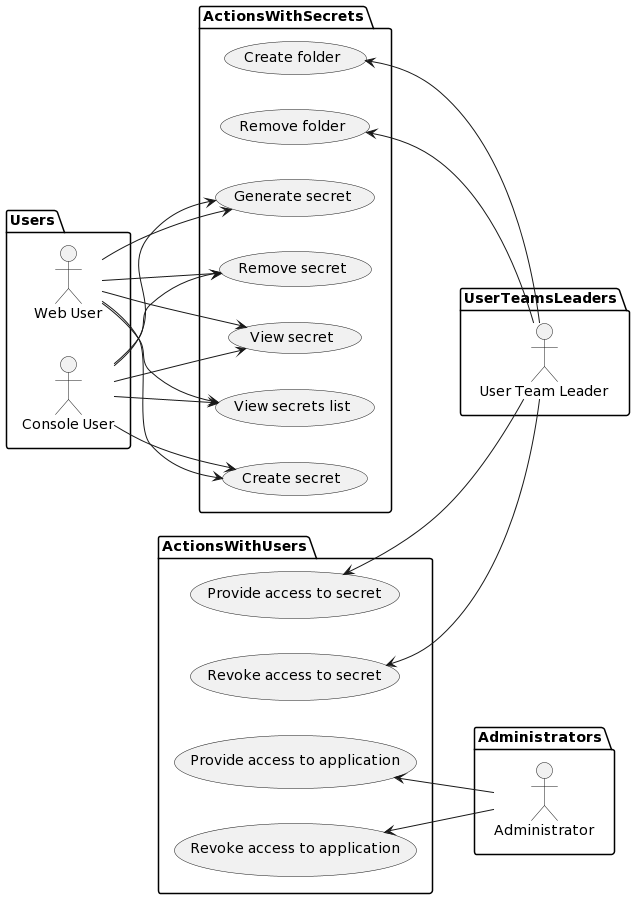 ActionsWithSecrets
Create folder
Remove folder
Generate secret
Remove secret
View secret
View secrets list
Create secret
Users
Web User
Console User
UserTeamsLeaders
User Team Leader
ActionsWithUsers
Provide access to secret
Revoke access to secret
Provide access to application
Revoke access to application
Administrators
Administrator